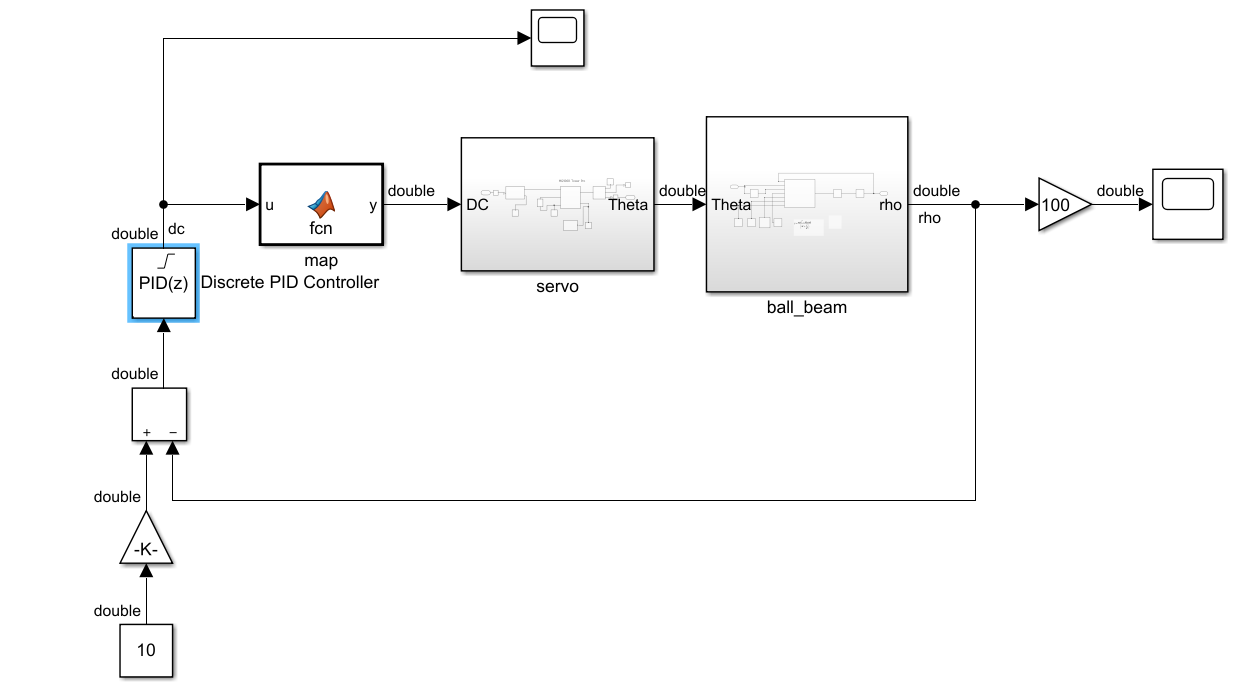 double
double
double
double
u
y
DC
Theta
Theta
rho
100
rho
double
dc
fcn
map
PID(z)
Discrete PID Controller
servo
ball_beam
double
+
−
double
-K-
double
10